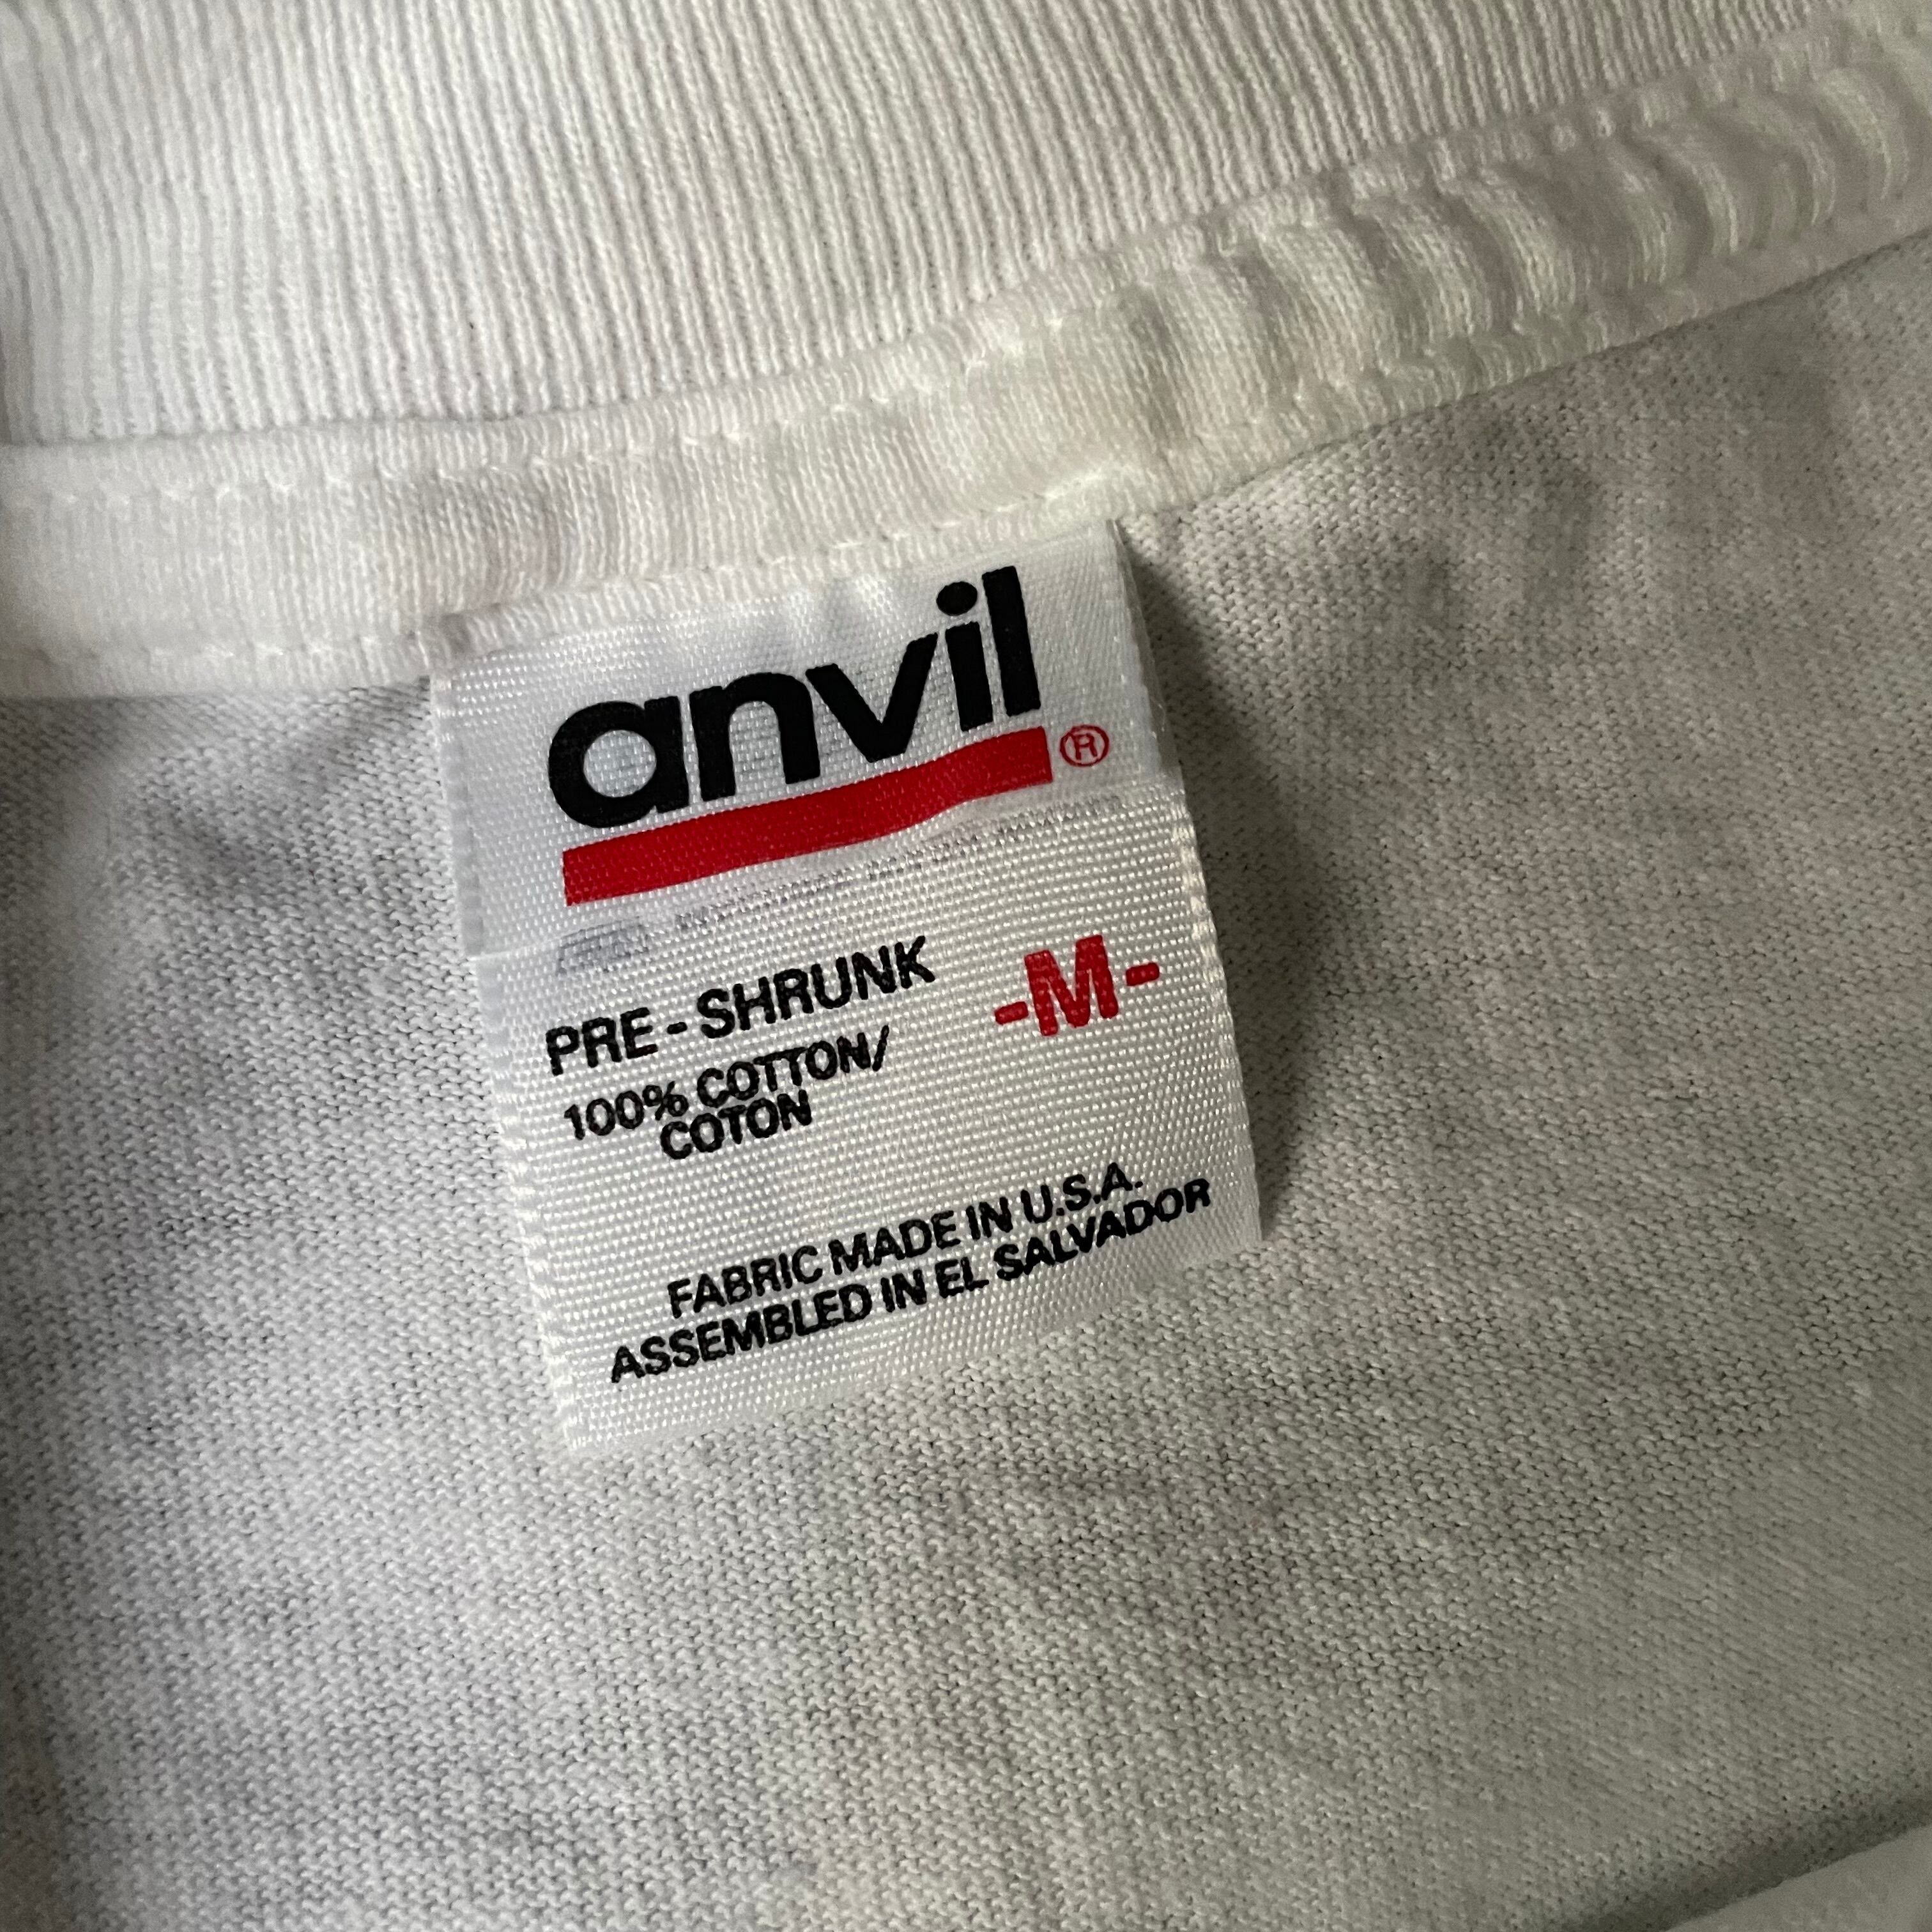 anvil®
PRE-SHRUNK -M-
100% COTTON/
COTON
FABRIC MADE IN U.S.A.
ASSEMBLED IN EL SALVADOR